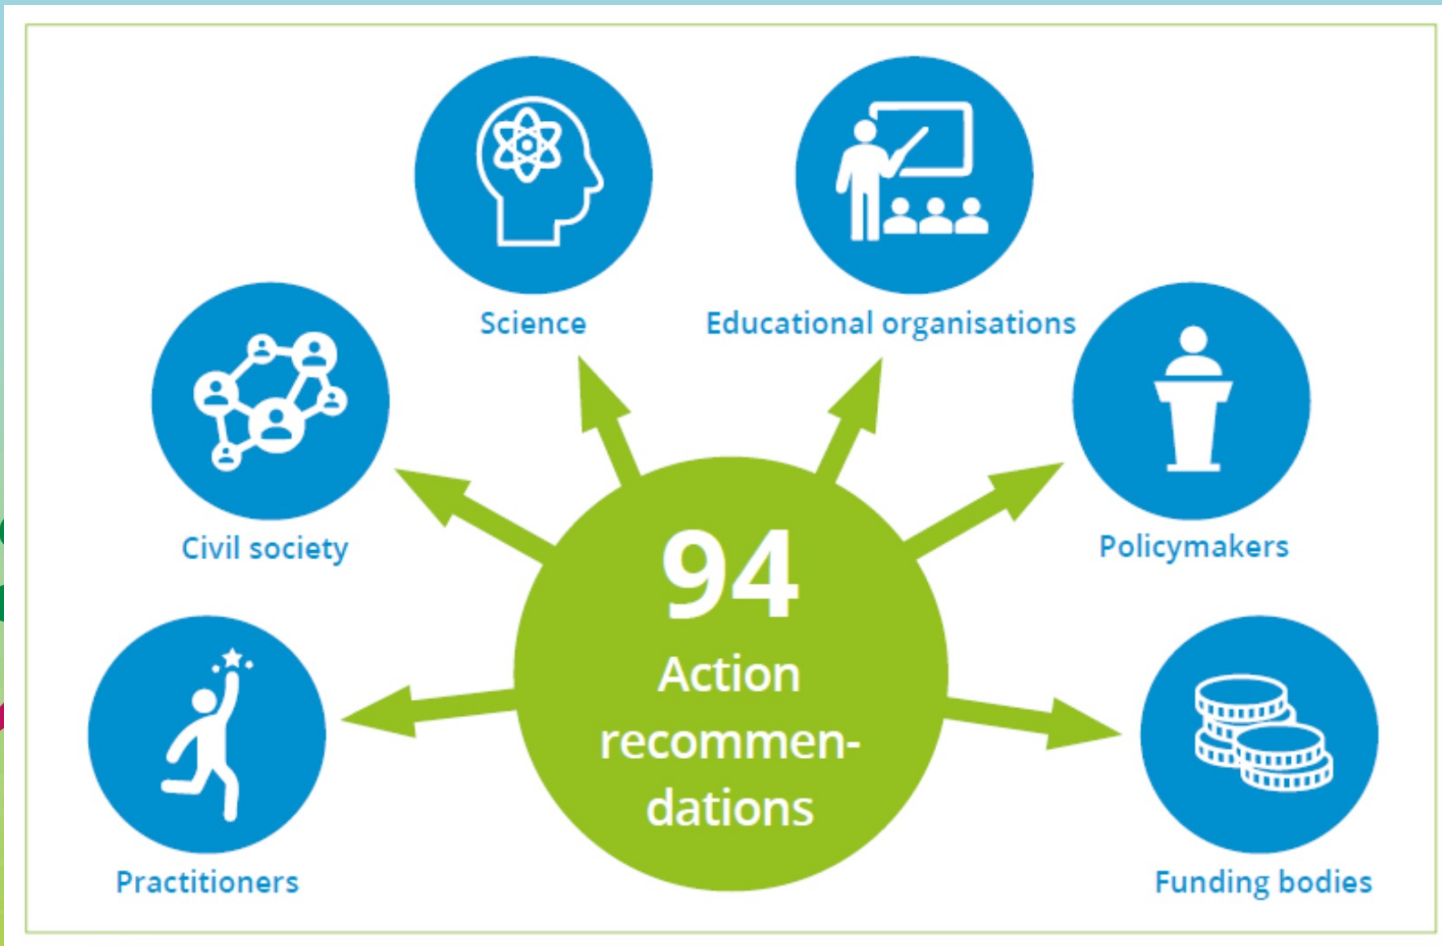 Science
Educational organisations
Civil society
Policymakers
94
Action
recommen-
dations
Practitioners
Funding bodies